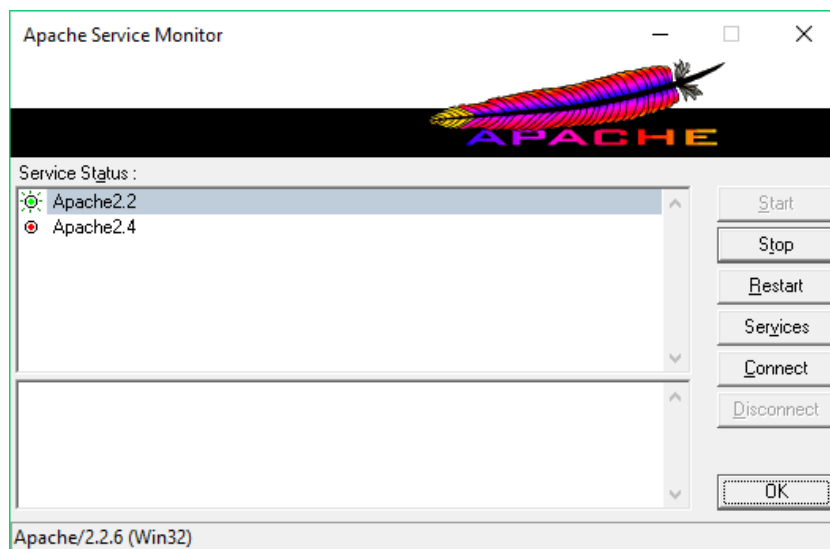 Apache Service Monitor
APACHE
Service Status :
Apache2.2
Apache2.4
Start
Stop
Restart
Services
Connect
Disconnect
OK
Apache/2.2.6 (Win32)